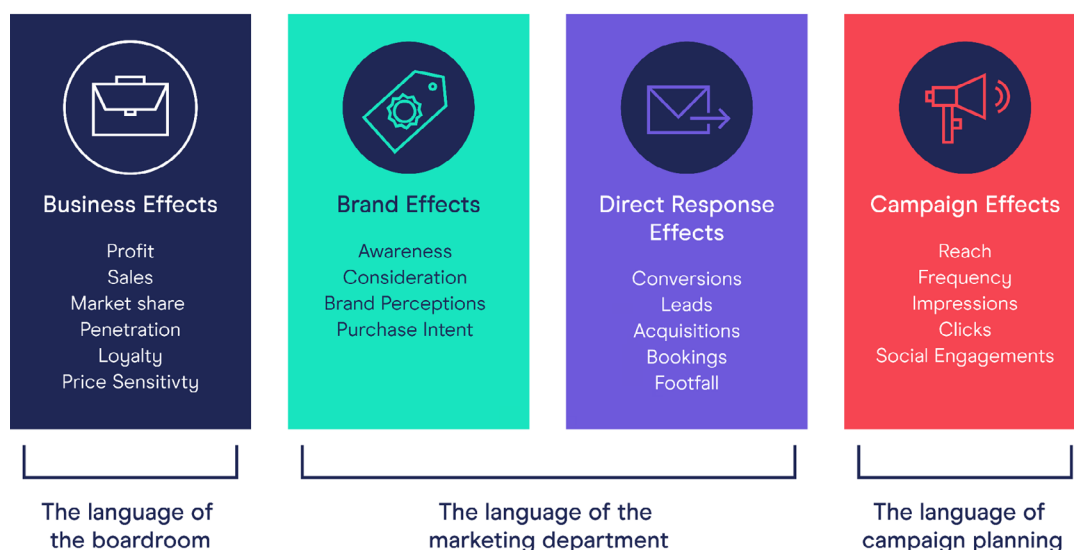 Business Effects
Profit
Sales
Market share
Penetration
Loyalty
Price Sensitivty
Brand Effects
Awareness
Consideration
Brand Perceptions
Purchase Intent
Direct Response
Effects
Conversions
Leads
Acquisitions
Bookings
Footfall
Campaign Effects
Reach
Frequency
Impressions
Clicks
Social Engagements
The language of
the boardroom
The language of the
marketing department
The language of
campaign planning